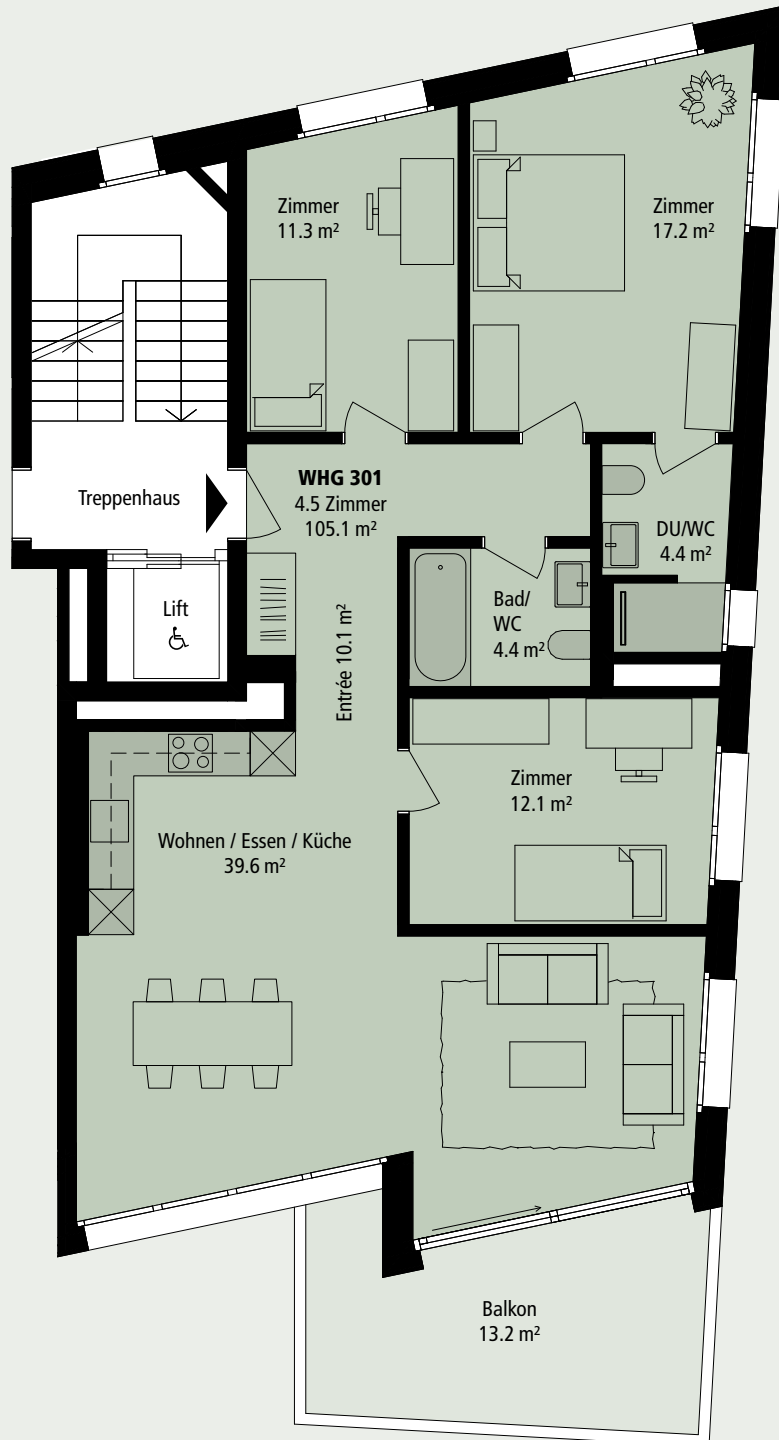 Zimmer
11.3 m²
Zimmer
17.2 m²
WHG 301
4.5 Zimmer
105.1 m²
Treppenhaus
DU/WC
4.4 m²
Lift
Bad/
WC
4.4 m²
Entrée 10.1 m²
Zimmer
12.1 m²
Wohnen / Essen / Küche
39.6 m²
Balkon
13.2 m²